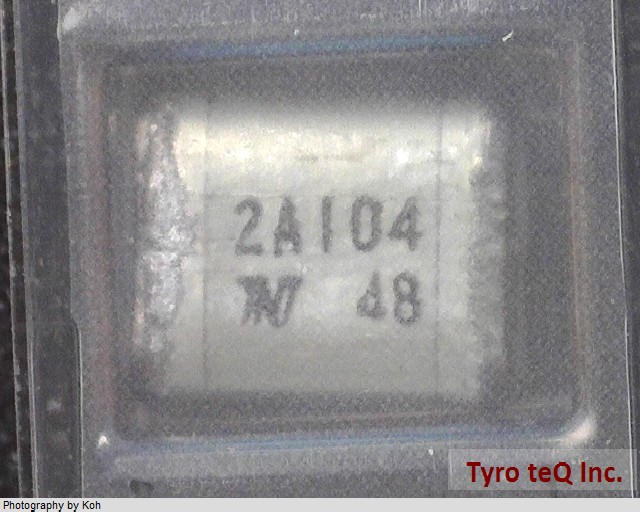 2A104
48
Tyro teQ Inc.
Photography by Koh